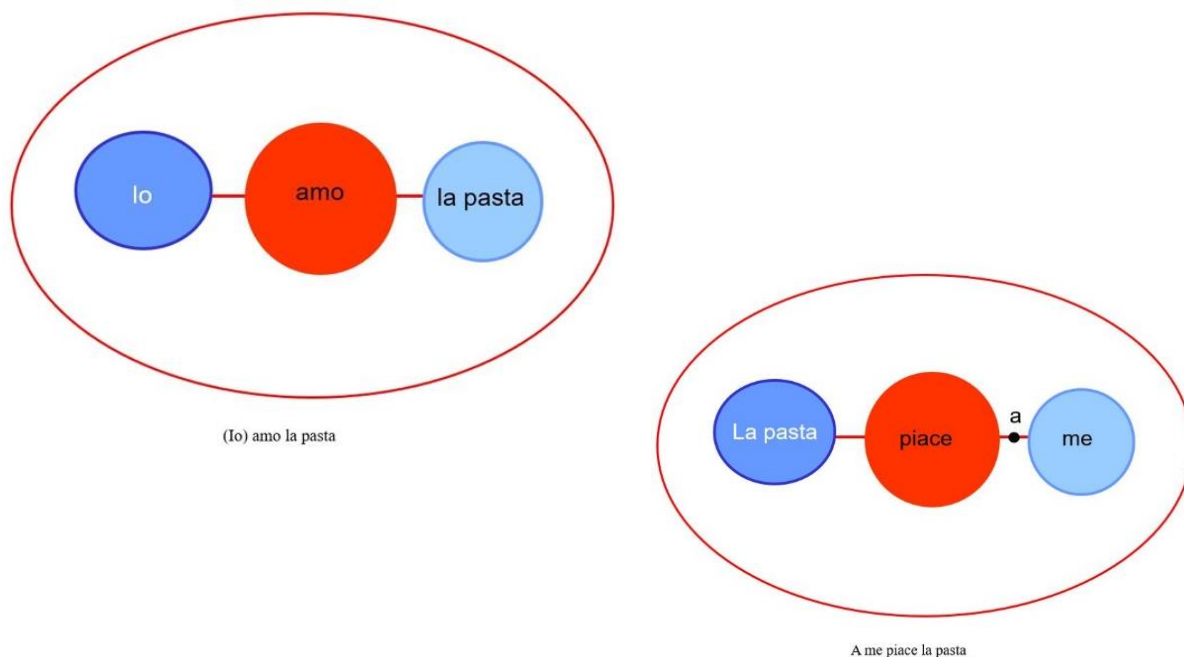 Io
amo
la pasta
(Io) amo la pasta
La pasta
piace
a
me
A me piace la pasta